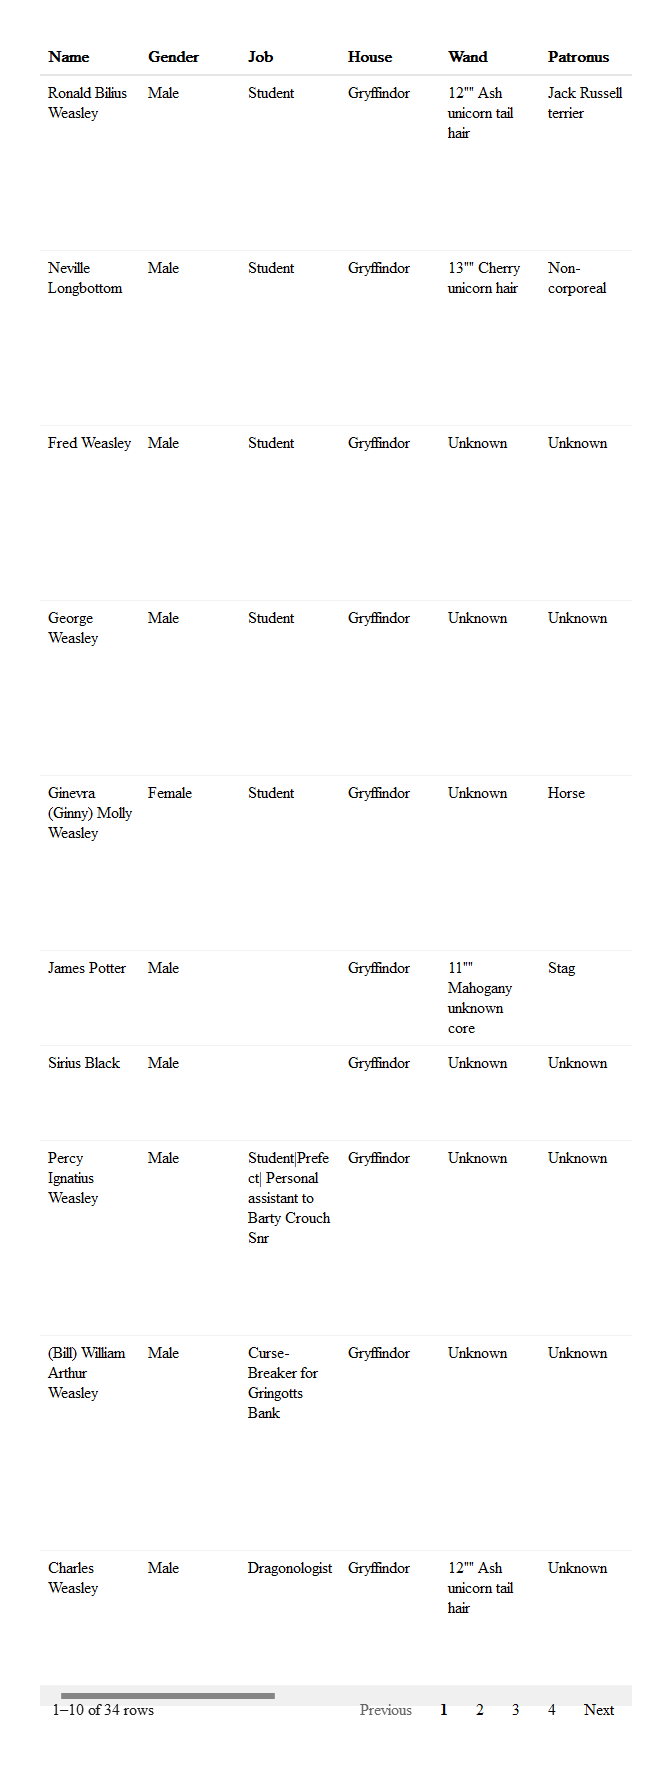 Name Gender Job House Wand Patronus
Ronald Bilius Male Student Gryffindor 12"" Ash Jack Russell
Weasley unicorn tail terrier
hair
Neville Male Student Gryffindor 13"" Cherry Non-
Longbottom unicorn hair corporeal
Fred Weasley Male Student Gryffindor Unknown Unknown
George Male Student Gryffindor Unknown Unknown
Weasley
Ginevra Female Student Gryffindor Unknown Horse
(Ginny) Molly
Weasley
James Potter Male Gryffindor 11"" Stag
Mahogany
unknown
core
Sirius Black Male Gryffindor Unknown Unknown
Percy Male Student|Prefe Gryffindor Unknown Unknown
Ignatius ct| Personal
Weasley assistant to
Barty Crouch
Snr
(Bill) William Male Curse- Gryffindor Unknown Unknown
Arthur Breaker for
Weasley Gringotts
Bank
Charles Male Dragonologist Gryffindor 12"" Ash Unknown
Weasley unicorn tail
hair
1–10 of 34 rows Previous 1 2 3 4 Next